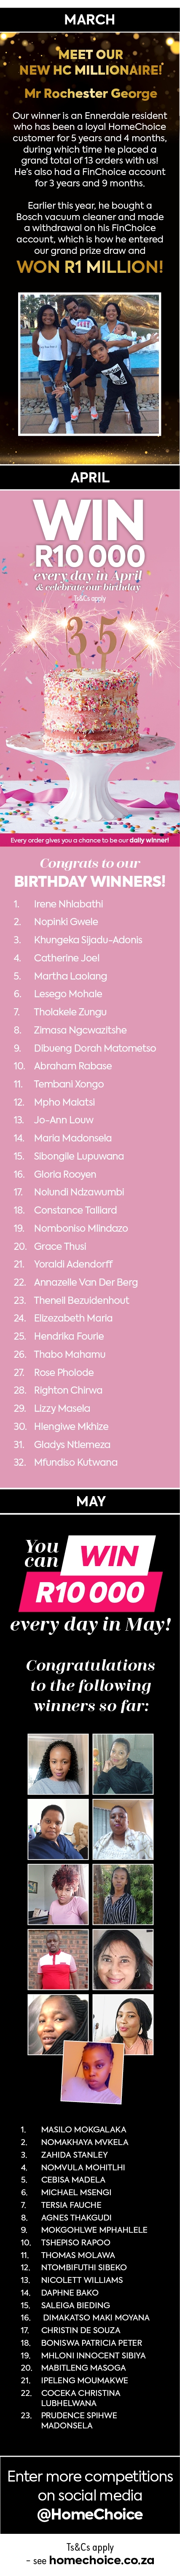 MARCH
MEET OUR
NEW HC MILLIONAIRE!
Mr Rochester George
Our winner is an Ennerdale resident
who has been a loyal HomeChoice
customer for 5 years and 4 months,
during which time he placed a
grand total of 13 orders with us!
He's also had a FinChoice account
for 3 years and 9 months.
Earlier this year, he bought a
Bosch vacuum cleaner and made
a withdrawal on his FinChoice
account, which is how he entered
our grand prize draw and
WON R1 MILLION!
APRIL
WIN
R10 000
every day in April
& celebrate our birthday
Ts&Cs apply
35
Every order gives you a chance to be our daily winner!
Congrats to our
BIRTHDAY WINNERS!
1. Irene Nhlabathi
2. Nopinki Gwele
3. Khungeka Sijadu-Adonis
4. Catherine Joel
5. Martha Laolang
6. Lesego Mohale
7. Tholakele Zungu
8. Zimasa Ngcwazitshe
9. Dibueng Dorah Matometso
10. Abraham Rabase
11. Tembani Xongo
12. Mpho Malatsi
13. Jo-Ann Louw
14. Maria Madonsela
15. Sibongile Lupuwana
16. Gloria Rooyen
17. Nolundi Ndzawumbi
18. Constance Talliard
19. Nomboniso Mlindazo
20. Grace Thusi
21. Yoraldi Adendorff
22. Annazelle Van Der Berg
23. Thenell Bezuidenhout
24. Elizezabeth Maria
25. Hendrika Fourie
26. Thabo Mahamu
27. Rose Pholode
28. Righton Chirwa
29. Lizzy Masela
30. Hlengiwe Mkhize
31. Gladys Ntlemeza
32. Mfundiso Kutwana
MAY
You
can WIN
R10 000
every day in May!
Congratulations
to the following
winners so far:
1. MASILO MOKGALAKA
2. NOMAKHAYA MVKELA
3. ZAHIDA STANLEY
4. NOMVULA MOHITLHI
5. CEBISA MADELA
6. MICHAEL MSENGI
7. TERSIA FAUCHE
8. AGNES THAKGUDI
9. MOKGOHLWE MPHAHLELE
10. TSHEPISO RAPOO
11. THOMAS MOLAWA
12. NTOMBIFUTHI SIBEKO
13. NICOLETT WILLIAMS
14. DAPHNE BAKO
15. SALEIGA BIEDING
16. DIMAKATSO MAKI MOYANA
17. CHRISTIN DE SOUZA
18. BONISWA PATRICIA PETER
19. MHLONI INNOCENT SIBIYA
20. MABITLENG MASOGA
21. IPELENG MOUMAKWE
22. COCEKA CHRISTINA
LUBHELWANA
23. PRUDENCE SPIHWE
MADONSELA
Enter more competitions
on social media
@HomeChoice
Ts&Cs apply
– see homechoice.co.za